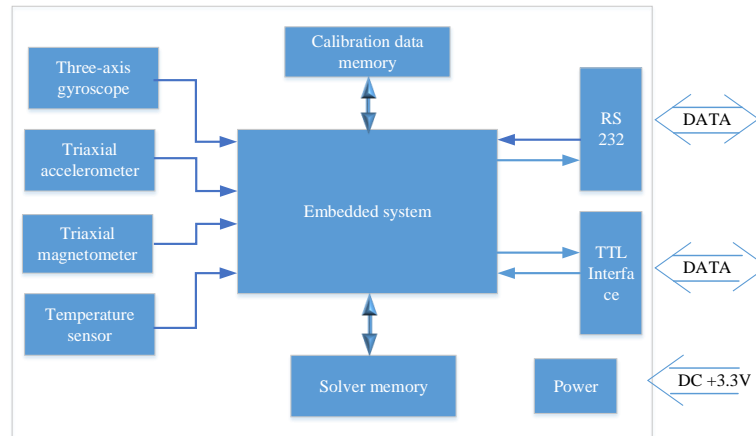 Calibration data
memory
Three-axis
gyroscope
RS
232
DATA
Triaxial
accelerometer
Embedded system
Triaxial
magnetometer
TTL
Interfa
ce
DATA
Temperature
sensor
Solver memory
Power
DC +3.3V